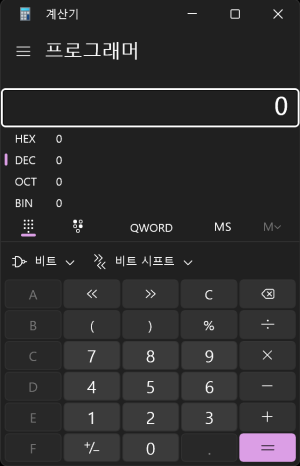 계산기
프로그래머
0
HEX 0
DEC 0
OCT 0
BIN 0
QWORD MS M
비트 비트 시프트
A << >> C
B ( ) % ÷
C 7 8 9 ×
D 4 5 6 −
E 1 2 3 +
F +/− 0 . =